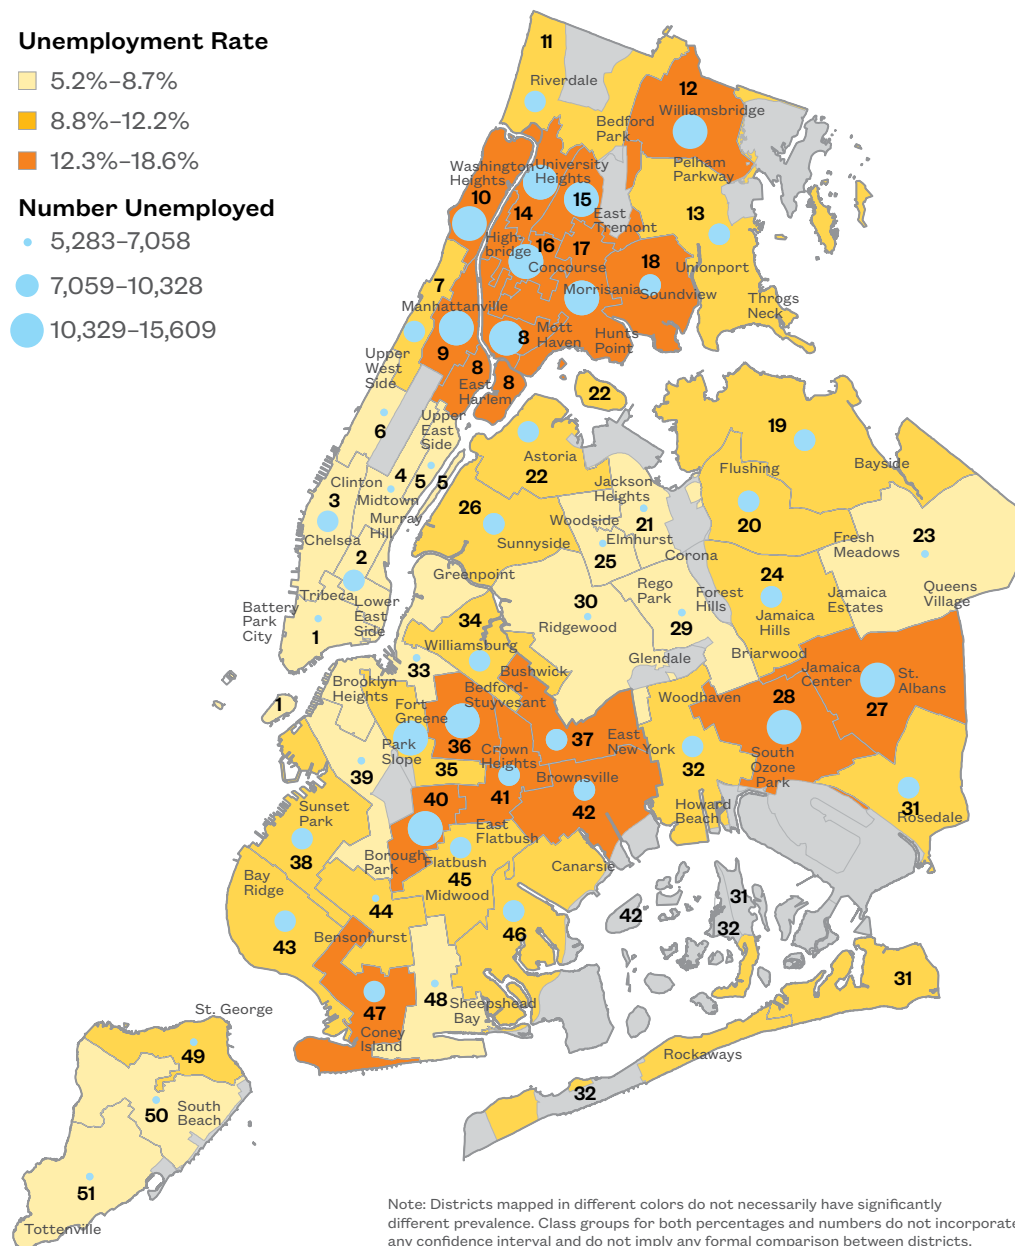 Unemployment Rate
5.2%–8.7%
8.8%–12.2%
12.3%–18.6%
Number Unemployed
5,283–7,058
7,059–10,328
10,329–15,609
11
Riverdale
12
Williamsbridge
Bedford
Park
Pelham
Parkway
Washington
Heights
University
Heights
10
14
15
East
Tremont
13
High-
bridge
16
17
Concourse
18
Unionport
Morrisania
Soundview
Throgs
Neck
7
Manhattanville
8
Mott
Haven
Hunts
Point
9
8
8
East
Harlem
Upper
West
Side
22
6
Upper
East
Side
19
Astoria
22
Flushing
Bayside
4
5
5
Clinton
Midtown
3
Jackson
Heights
26
Murray
Hill
Chelsea
Woodside
21
20
Sunnyside
Elmhurst
25
Corona
Fresh
Meadows
23
2
Greenpoint
Tribeca
Lower
East
Side
Battery
Park
City
1
Rego
Park
Forest
Hills
24
Jamaica
Hills
Jamaica
Estates
Queens
Village
30
Ridgewood
34
29
Williamsburg
Glendale
Briarwood
33
Bushwick
Jamaica
Center
St.
Albans
Brooklyn
Heights
Bedford-
Stuyvesant
Woodhaven
28
27
1
Fort
Greene
36
37
East
New York
Park
Slope
Crown
Heights
South
Ozone
Park
39
35
Brownsville
32
40
41
42
Howard
Beach
31
Rosedale
Sunset
Park
East
Flatbush
38
Borough
Park
Flatbush
Canarsie
Bay
Ridge
45
Midwood
44
42
31
32
43
Bensonhurst
46
31
47
48
Sheepshead
Bay
Coney
Island
St. George
49
Rockaways
32
50
South
Beach
51
Tottenville
Note: Districts mapped in different colors do not necessarily have significantly
different prevalence. Class groups for both percentages and numbers do not incorporate
any confidence interval and do not imply any formal comparison between districts.